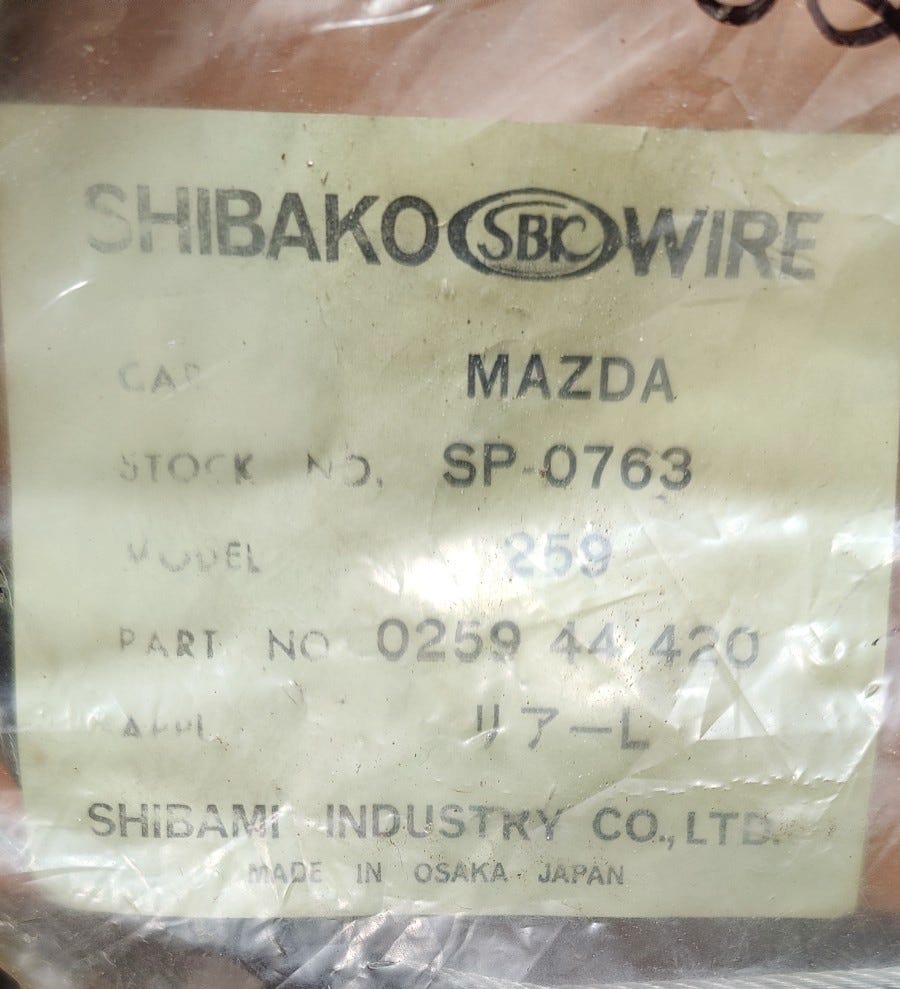 SHIBAKO SBK WIRE
CAR MAZDA
STOCK NO. SP-0763
MODEL 259
PART NO 0259 44 420
APPL リアーL
SHIBAMI INDUSTRY CO., LTD.
MADE IN OSAKA JAPAN